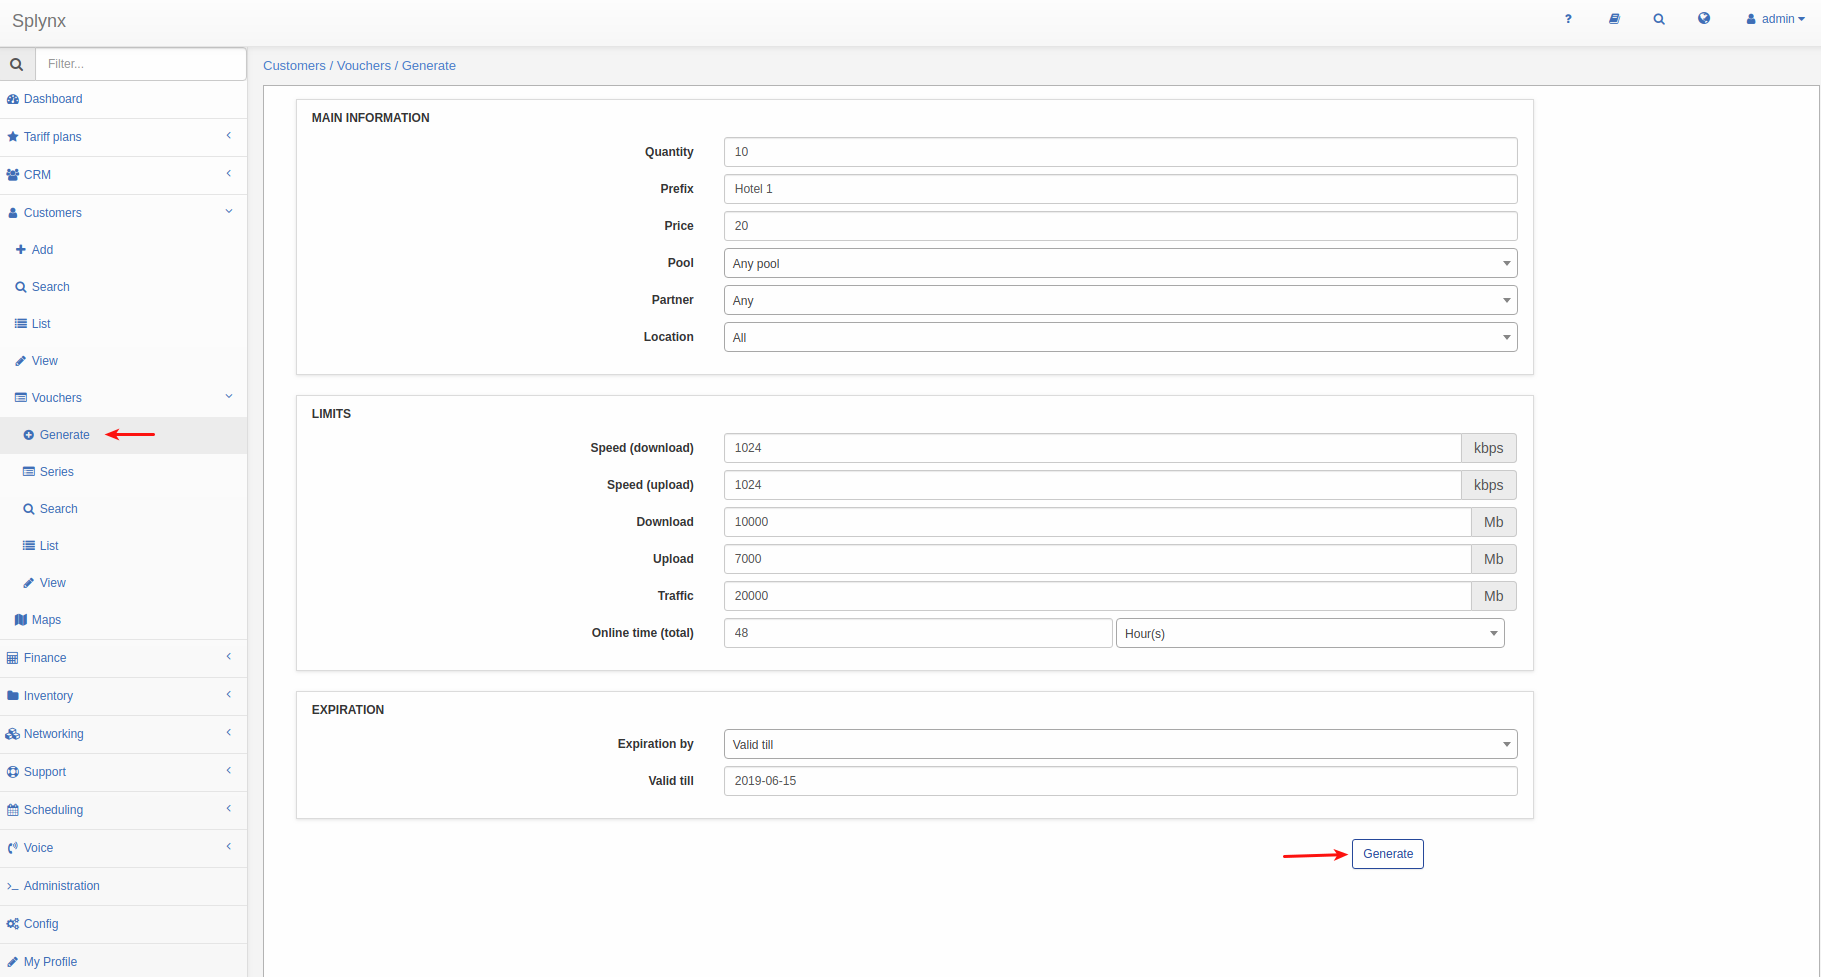 Splynx
? admin
Filter...
Dashboard
Tariff plans
CRM
Customers
Add
Search
List
View
Vouchers
Generate
Series
Search
List
View
Maps
Finance
Inventory
Networking
Support
Scheduling
Voice
Administration
Config
My Profile
Customers / Vouchers / Generate
MAIN INFORMATION
Quantity 10
Prefix Hotel 1
Price 20
Pool Any pool
Partner Any
Location All
LIMITS
Speed (download) 1024 kbps
Speed (upload) 1024 kbps
Download 10000 Mb
Upload 7000 Mb
Traffic 20000 Mb
Online time (total) 48 Hour(s)
EXPIRATION
Expiration by Valid till
Valid till 2019-06-15
Generate